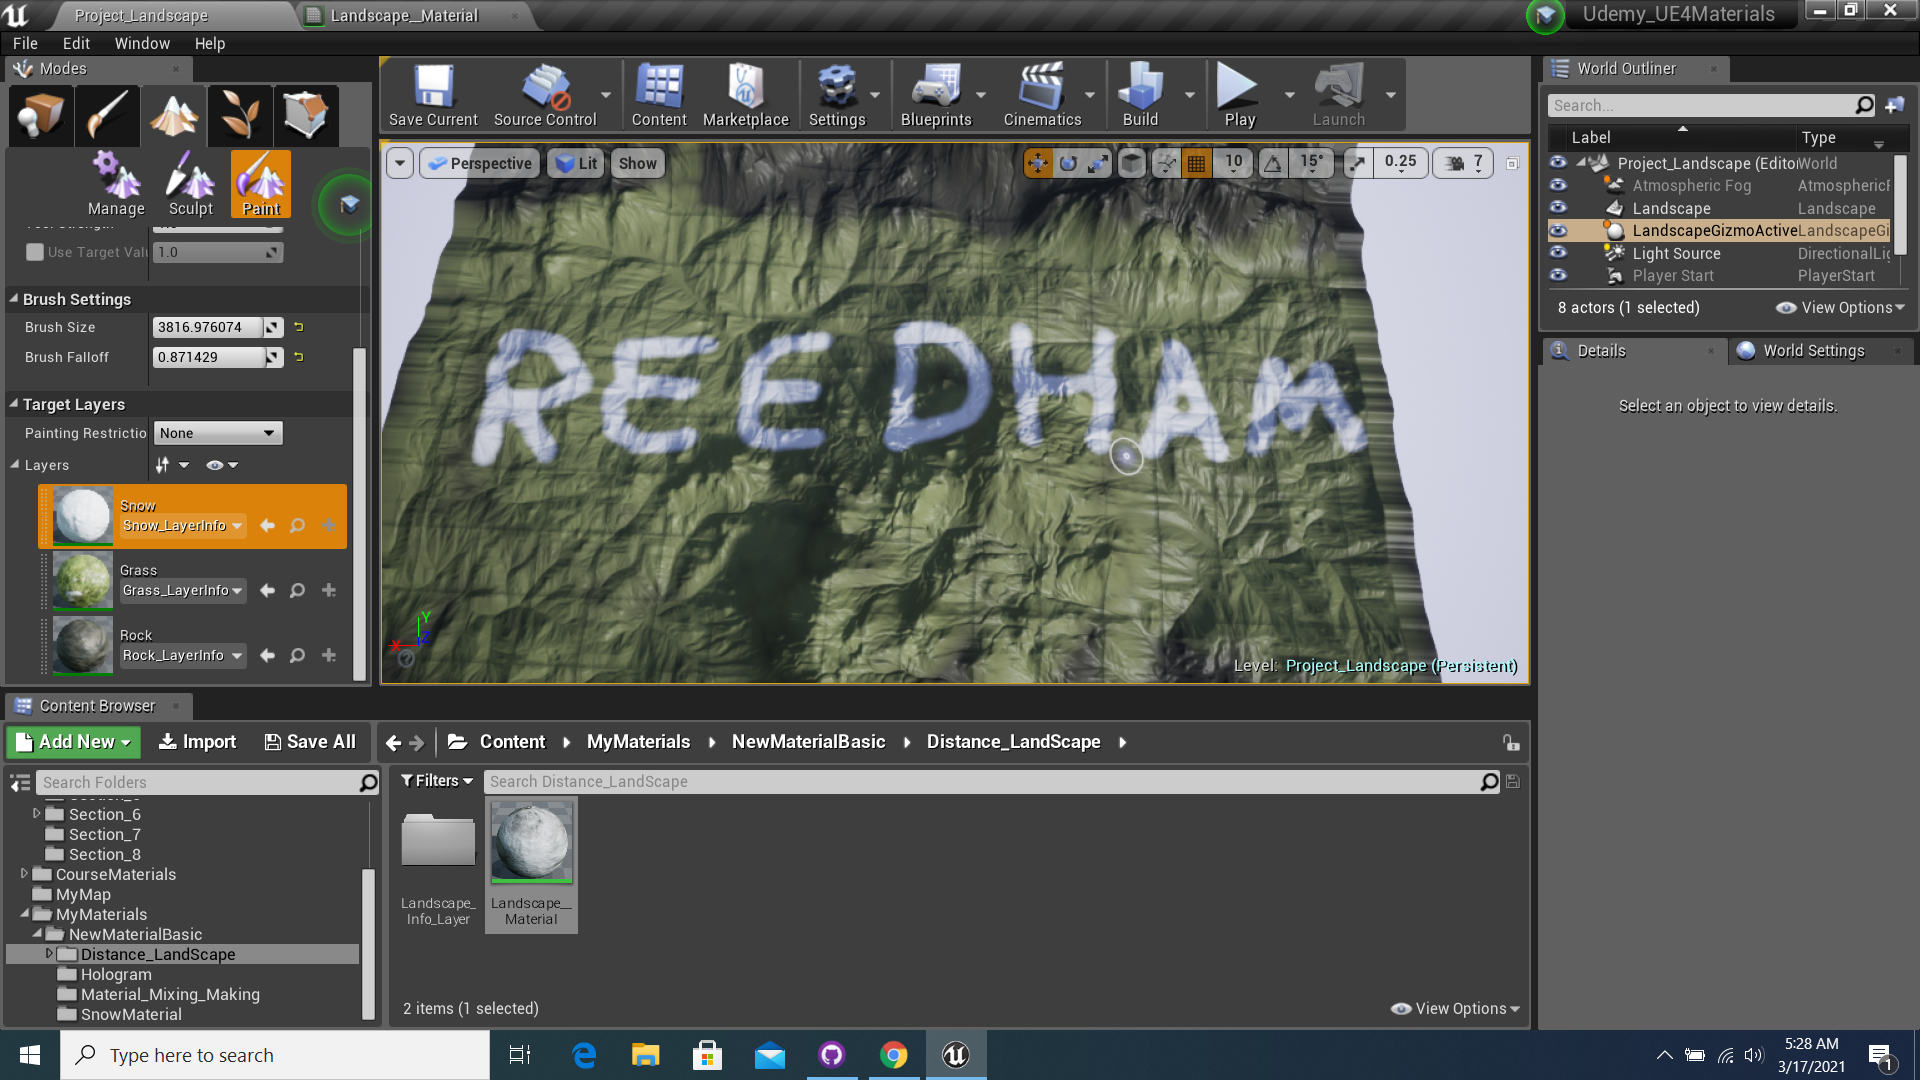 Project_Landscape
Landscape__Material
Udemy_UE4Materials
File Edit Window Help
Modes
Manage Sculpt Paint
Use Target Valu 1.0
Brush Settings
Brush Size 3816.976074
Brush Falloff 0.871429
Target Layers
Painting Restrictio None
Layers
Snow
Snow_LayerInfo
Grass
Grass_LayerInfo
Rock
Rock_LayerInfo
Save Current Source Control Content Marketplace Settings Blueprints Cinematics Build Play Launch
Perspective Lit Show 10 15° 0.25 7
REEDHAM
Y
Z
X
Level: Project_Landscape (Persistent)
World Outliner
Search...
Label Type
Project_Landscape (Edito World
Atmospheric Fog Atmospheric
Landscape Landscape
LandscapeGizmoActive LandscapeGi
Light Source DirectionalLig
Player Start PlayerStart
8 actors (1 selected) View Options
Details World Settings
Select an object to view details.
Content Browser
Add New Import Save All Content MyMaterials NewMaterialBasic Distance_LandScape
Search Folders
Filters Search Distance_LandScape
Section_6
Section_7
Section_8
CourseMaterials
MyMap
MyMaterials
NewMaterialBasic
Distance_LandScape
Hologram
Material_Mixing_Making
SnowMaterial
Landscape_
Info_Layer
Landscape__
Material
2 items (1 selected) View Options
Type here to search
5:28 AM
3/17/2021
1